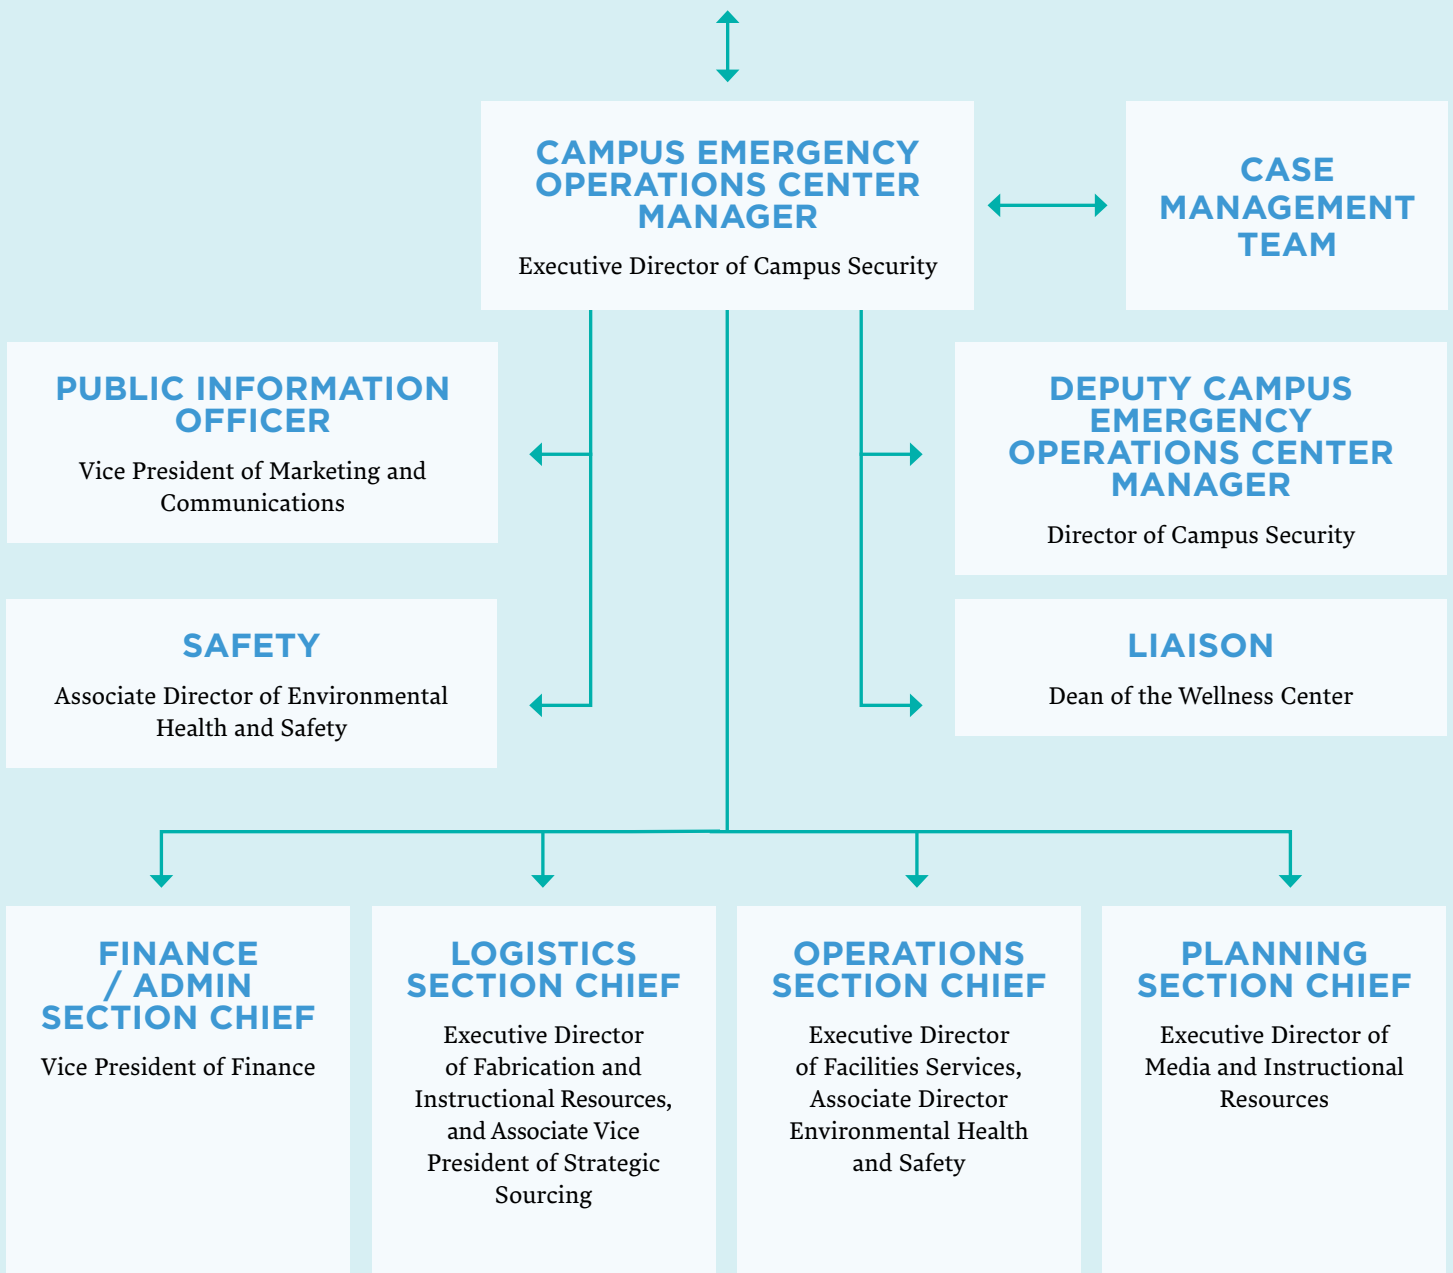 CAMPUS EMERGENCY
OPERATIONS CENTER
MANAGER
Executive Director of Campus Security
CASE
MANAGEMENT
TEAM
PUBLIC INFORMATION
OFFICER
Vice President of Marketing and
Communications
DEPUTY CAMPUS
EMERGENCY
OPERATIONS CENTER
MANAGER
Director of Campus Security
SAFETY
Associate Director of Environmental
Health and Safety
LIAISON
Dean of the Wellness Center
FINANCE
/ ADMIN
SECTION CHIEF
Vice President of Finance
LOGISTICS
SECTION CHIEF
Executive Director
of Fabrication and
Instructional Resources,
and Associate Vice
President of Strategic
Sourcing
OPERATIONS
SECTION CHIEF
Executive Director
of Facilities Services,
Associate Director
Environmental Health
and Safety
PLANNING
SECTION CHIEF
Executive Director of
Media and Instructional
Resources